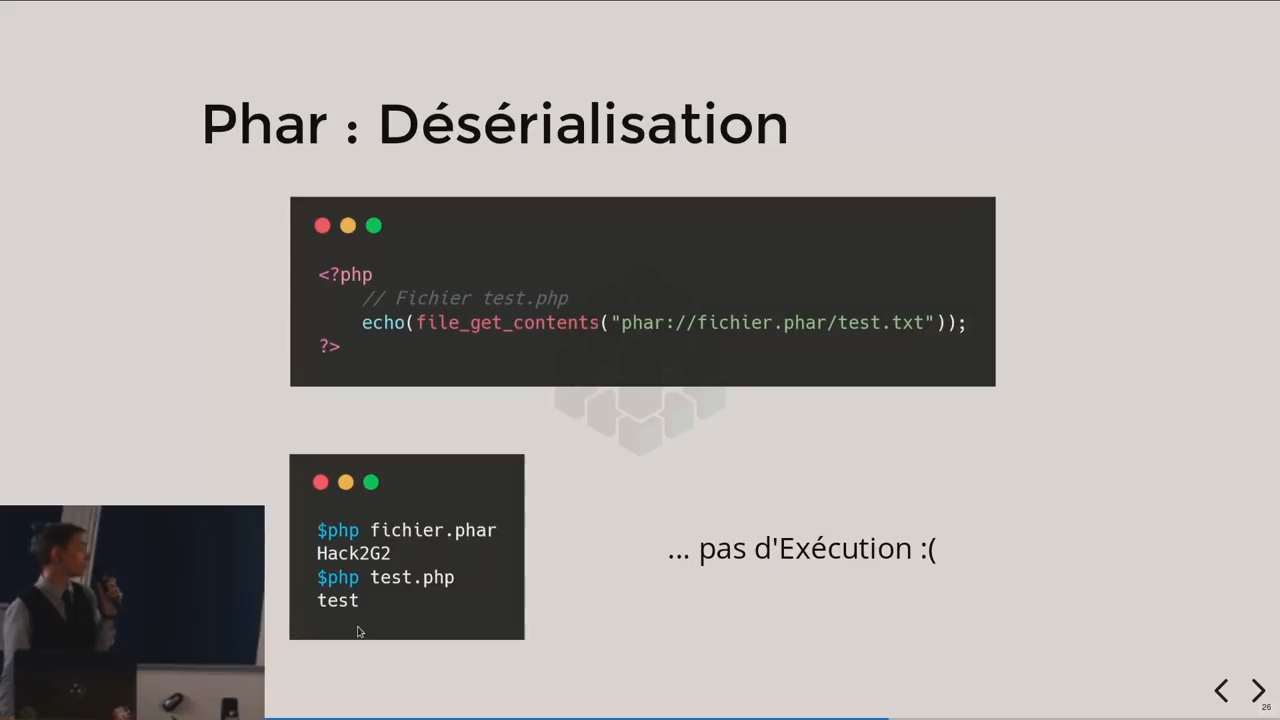 Phar : Désérialisation
<?php
// Fichier test.php
echo(file_get_contents("phar://fichier.phar/test.txt"));
?>
$php fichier.phar
Hack2G2
$php test.php
test
... pas d'Exécution :(
26